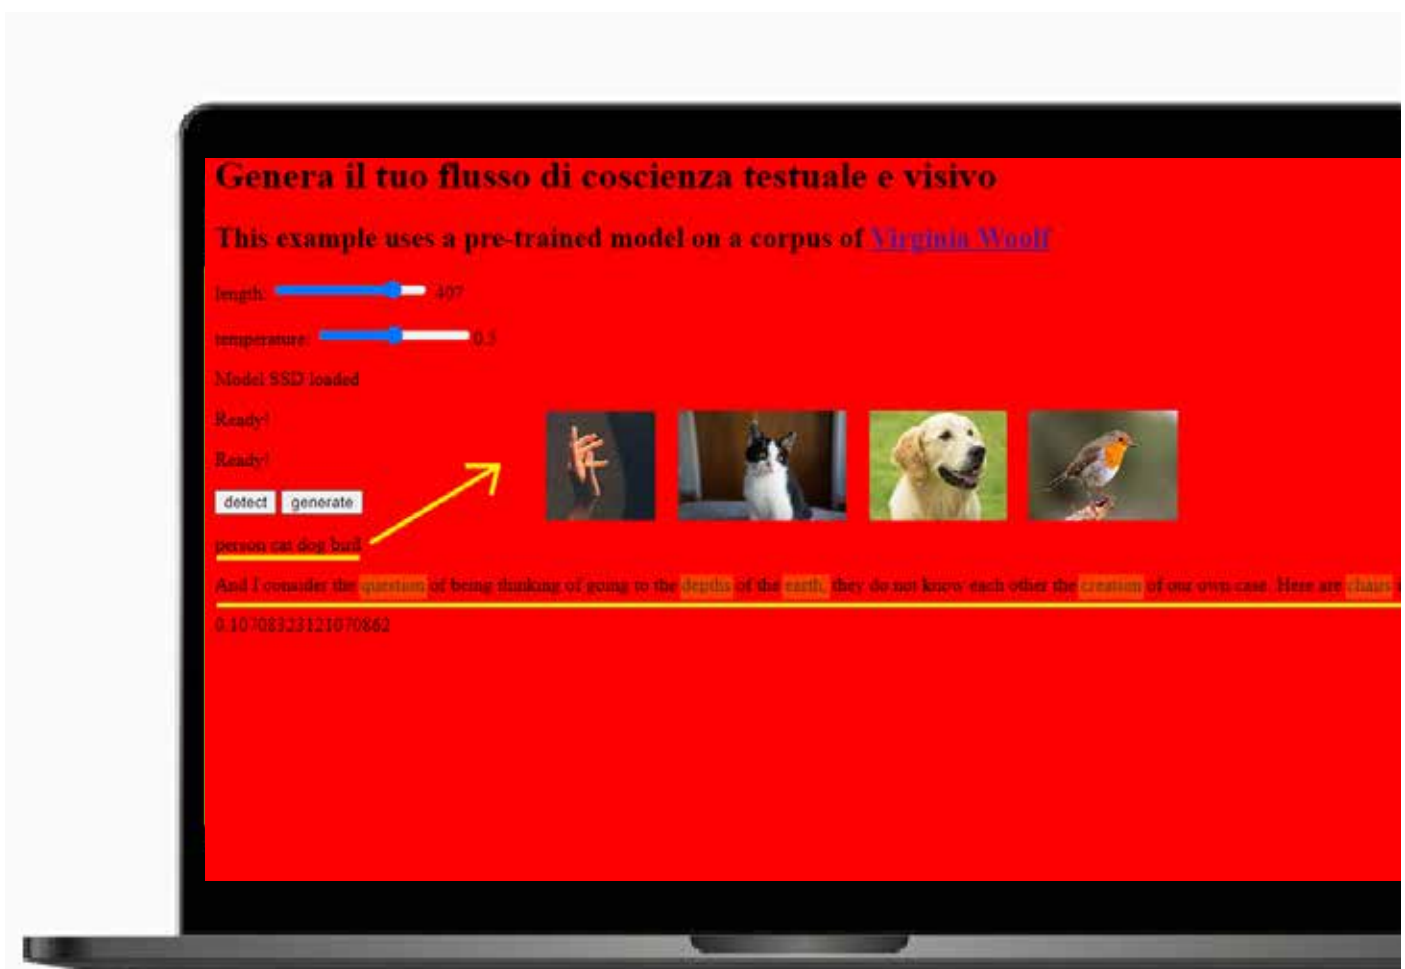 Genera il tuo flusso di coscienza testuale e visivo
This example uses a pre-trained model on a corpus of Virginia Woolf
length: 407
temperature: 0.5
Model SSD loaded
Ready!
Ready!
detect generate
person cat dog bird
And I consider the question of being thinking of going to the depths of the earth, they do not know each other the creation of our own case. Here are chairs
0.10708323121070862